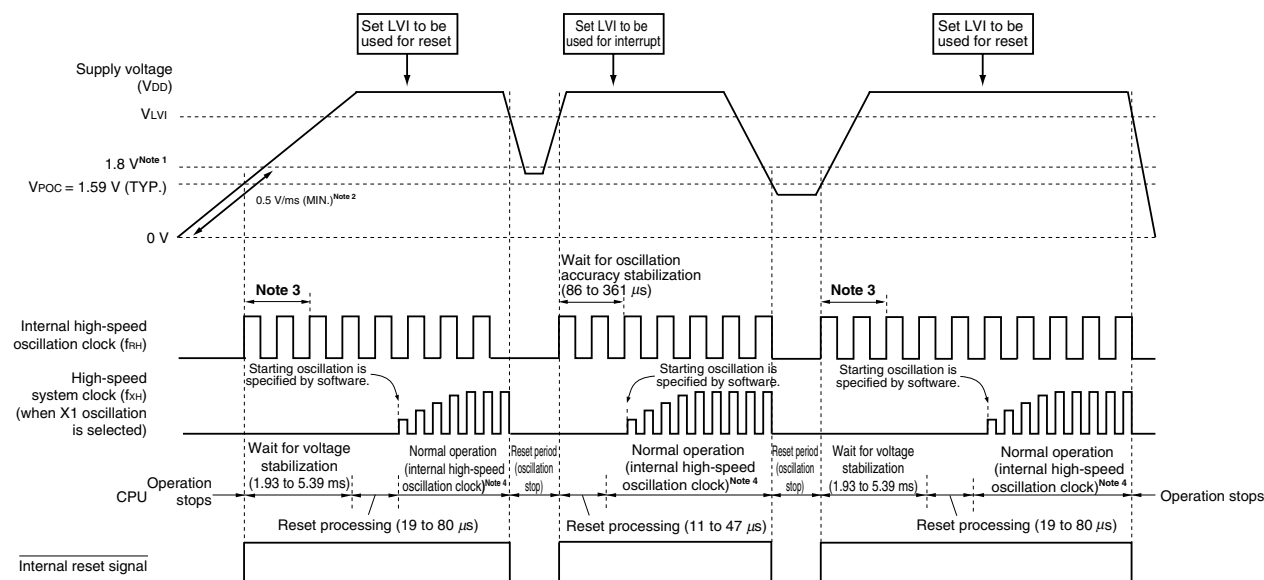 Set LVI to be
used for reset
Set LVI to be
used for interrupt
Set LVI to be
used for reset
Supply voltage
(VDD)
VLVI
1.8 V Note 1
VPOC = 1.59 V (TYP.)
0.5 V/ms (MIN.) Note 2
0 V
Wait for oscillation
accuracy stabilization
(86 to 361 μs)
Note 3
Note 3
Internal high-speed
oscillation clock (fRH)
Starting oscillation is
specified by software.
Starting oscillation is
specified by software.
Starting oscillation is
specified by software.
High-speed
system clock (fXH)
(when X1 oscillation
is selected)
Wait for voltage
stabilization
(1.93 to 5.39 ms)
Normal operation
(internal high-speed
oscillation clock) Note 4
Reset period
(oscillation
stop)
Normal operation
(internal high-speed
oscillation clock) Note 4
Reset period
(oscillation
stop)
Wait for voltage
stabilization
(1.93 to 5.39 ms)
Normal operation
(internal high-speed
oscillation clock) Note 4
CPU
Operation
stops
Operation stops
Reset processing (19 to 80 μs)
Reset processing (11 to 47 μs)
Reset processing (19 to 80 μs)
Internal reset signal